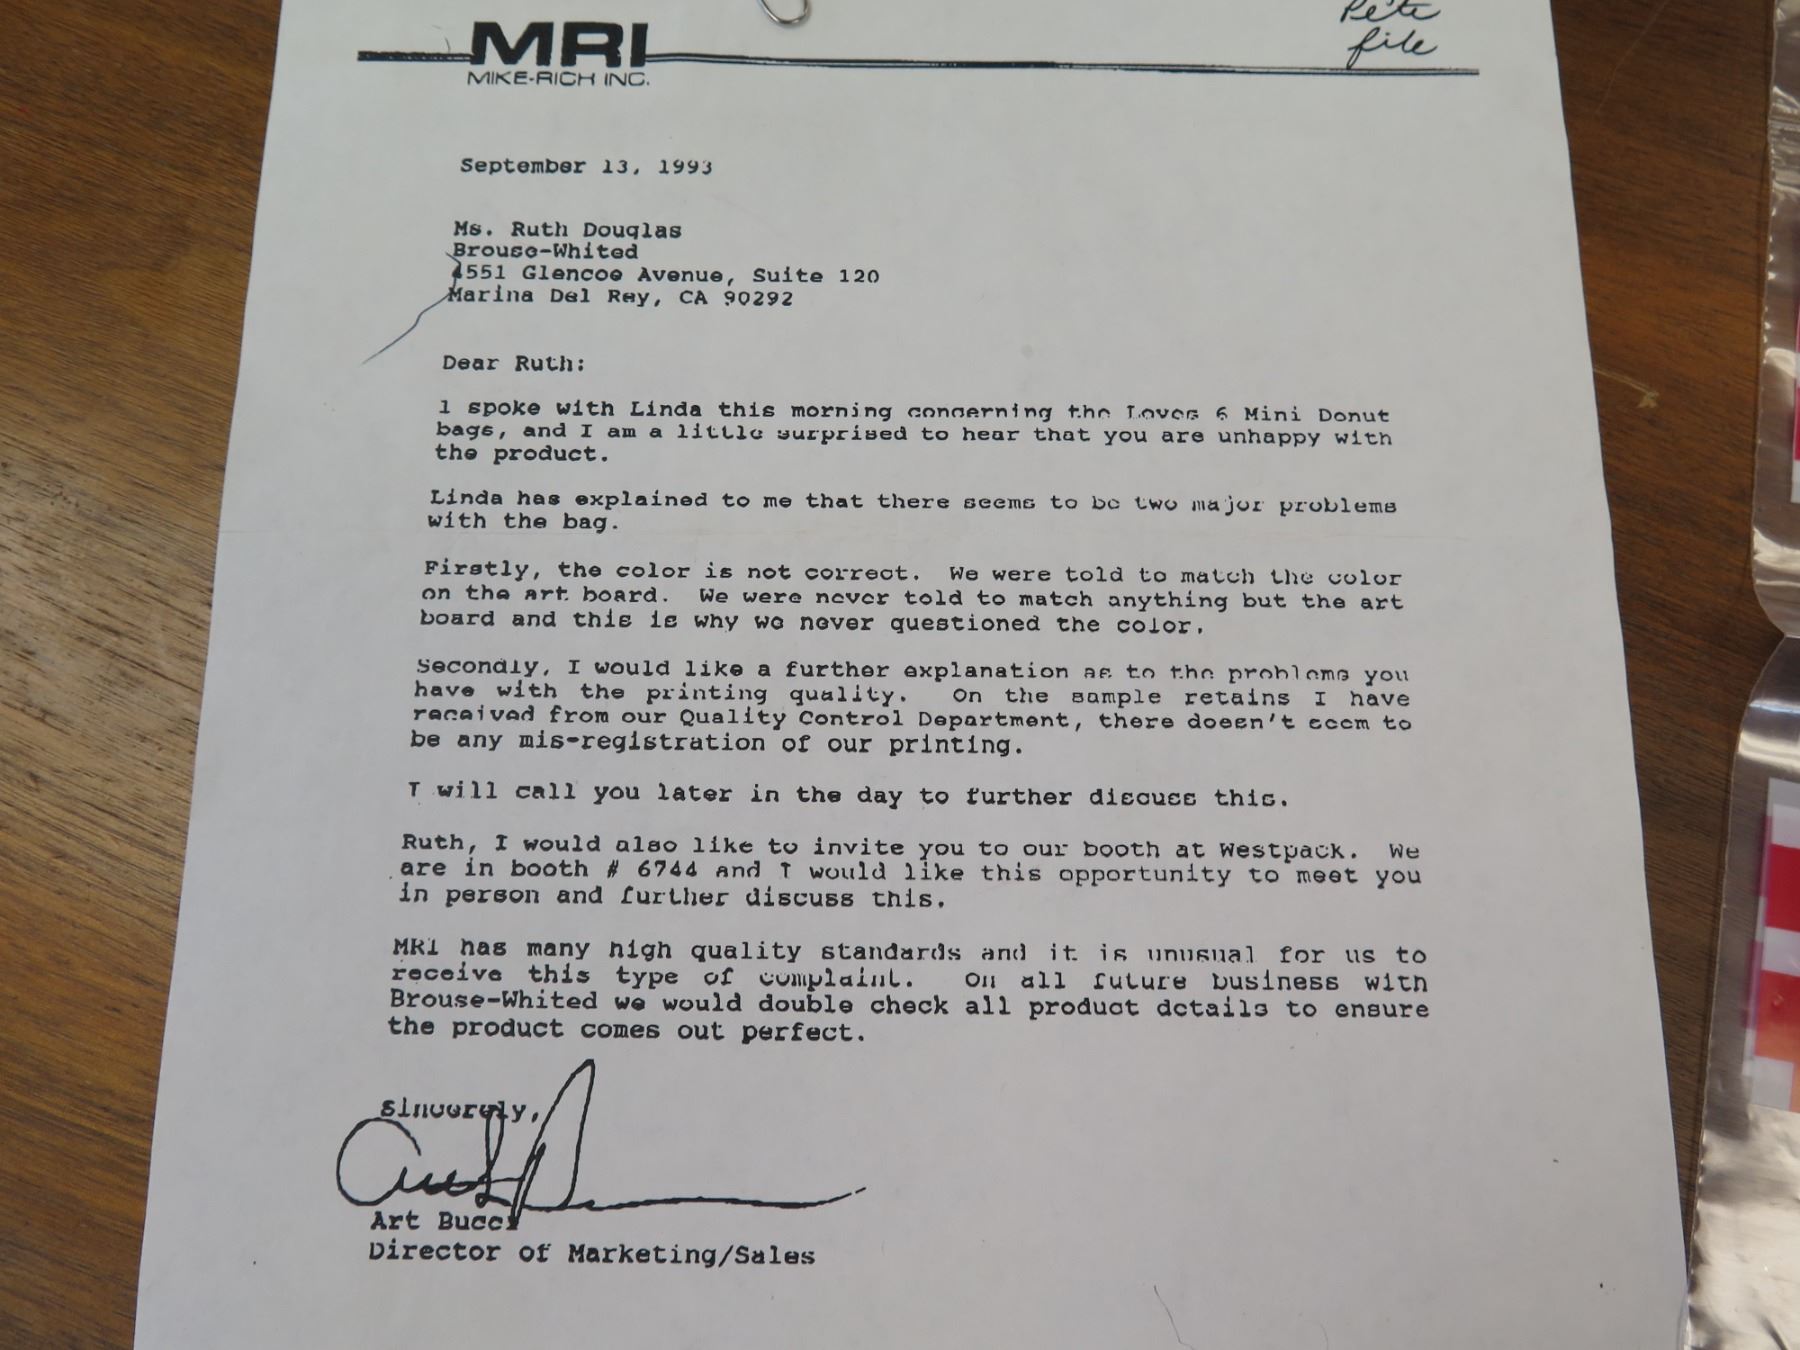 Pete
file
MRI
MIKE-RICH INC.
September 13, 1993
Ms. Ruth Douglas
Brouse-Whited
4551 Glencoe Avenue, Suite 120
Marina Del Rey, CA 90292
Dear Ruth:
I spoke with Linda this morning concerning the Loves 6 Mini Donut
bags, and I am a little surprised to hear that you are unhappy with
the product.
Linda has explained to me that there seems to be two major problems
with the bag.
Firstly, the color is not correct. We were told to match the color
on the art board. We were never told to match anything but the art
board and this is why we never questioned the color.
Secondly, I would like a further explanation as to the problems you
have with the printing quality. On the sample retains I have
received from our Quality Control Department, there doesn't seem to
be any mis-registration of our printing.
I will call you later in the day to further discuss this.
Ruth, I would also like to invite you to our booth at Westpack. We
are in booth # 6744 and I would like this opportunity to meet you
in person and further discuss this.
MRI has many high quality standards and it is unusual for us to
receive this type of complaint. On all future business with
Brouse-Whited we would double check all product details to ensure
the product comes out perfect.
Sincerely,
Art Bucci
Director of Marketing/Sales